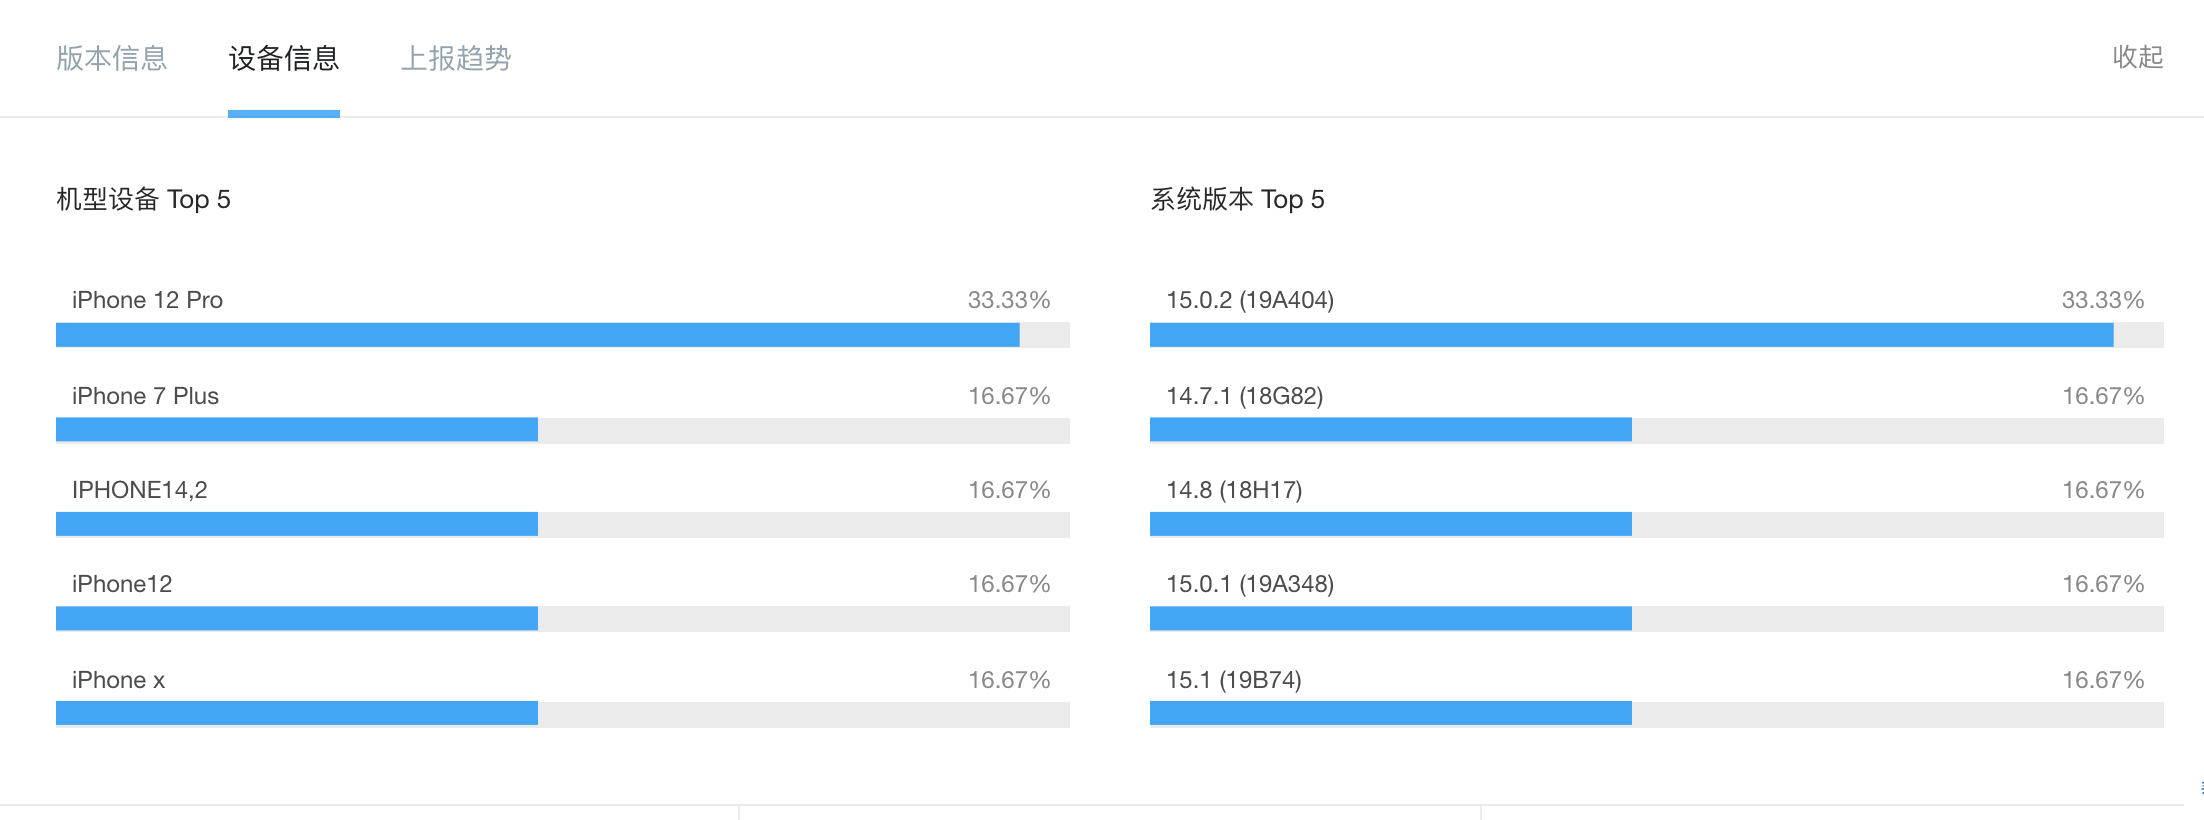 版本信息 设备信息 上报趋势 收起
机型设备 Top 5
iPhone 12 Pro 33.33%
iPhone 7 Plus 16.67%
IPHONE14,2 16.67%
iPhone12 16.67%
iPhone x 16.67%
系统版本 Top 5
15.0.2 (19A404) 33.33%
14.7.1 (18G82) 16.67%
14.8 (18H17) 16.67%
15.0.1 (19A348) 16.67%
15.1 (19B74) 16.67%